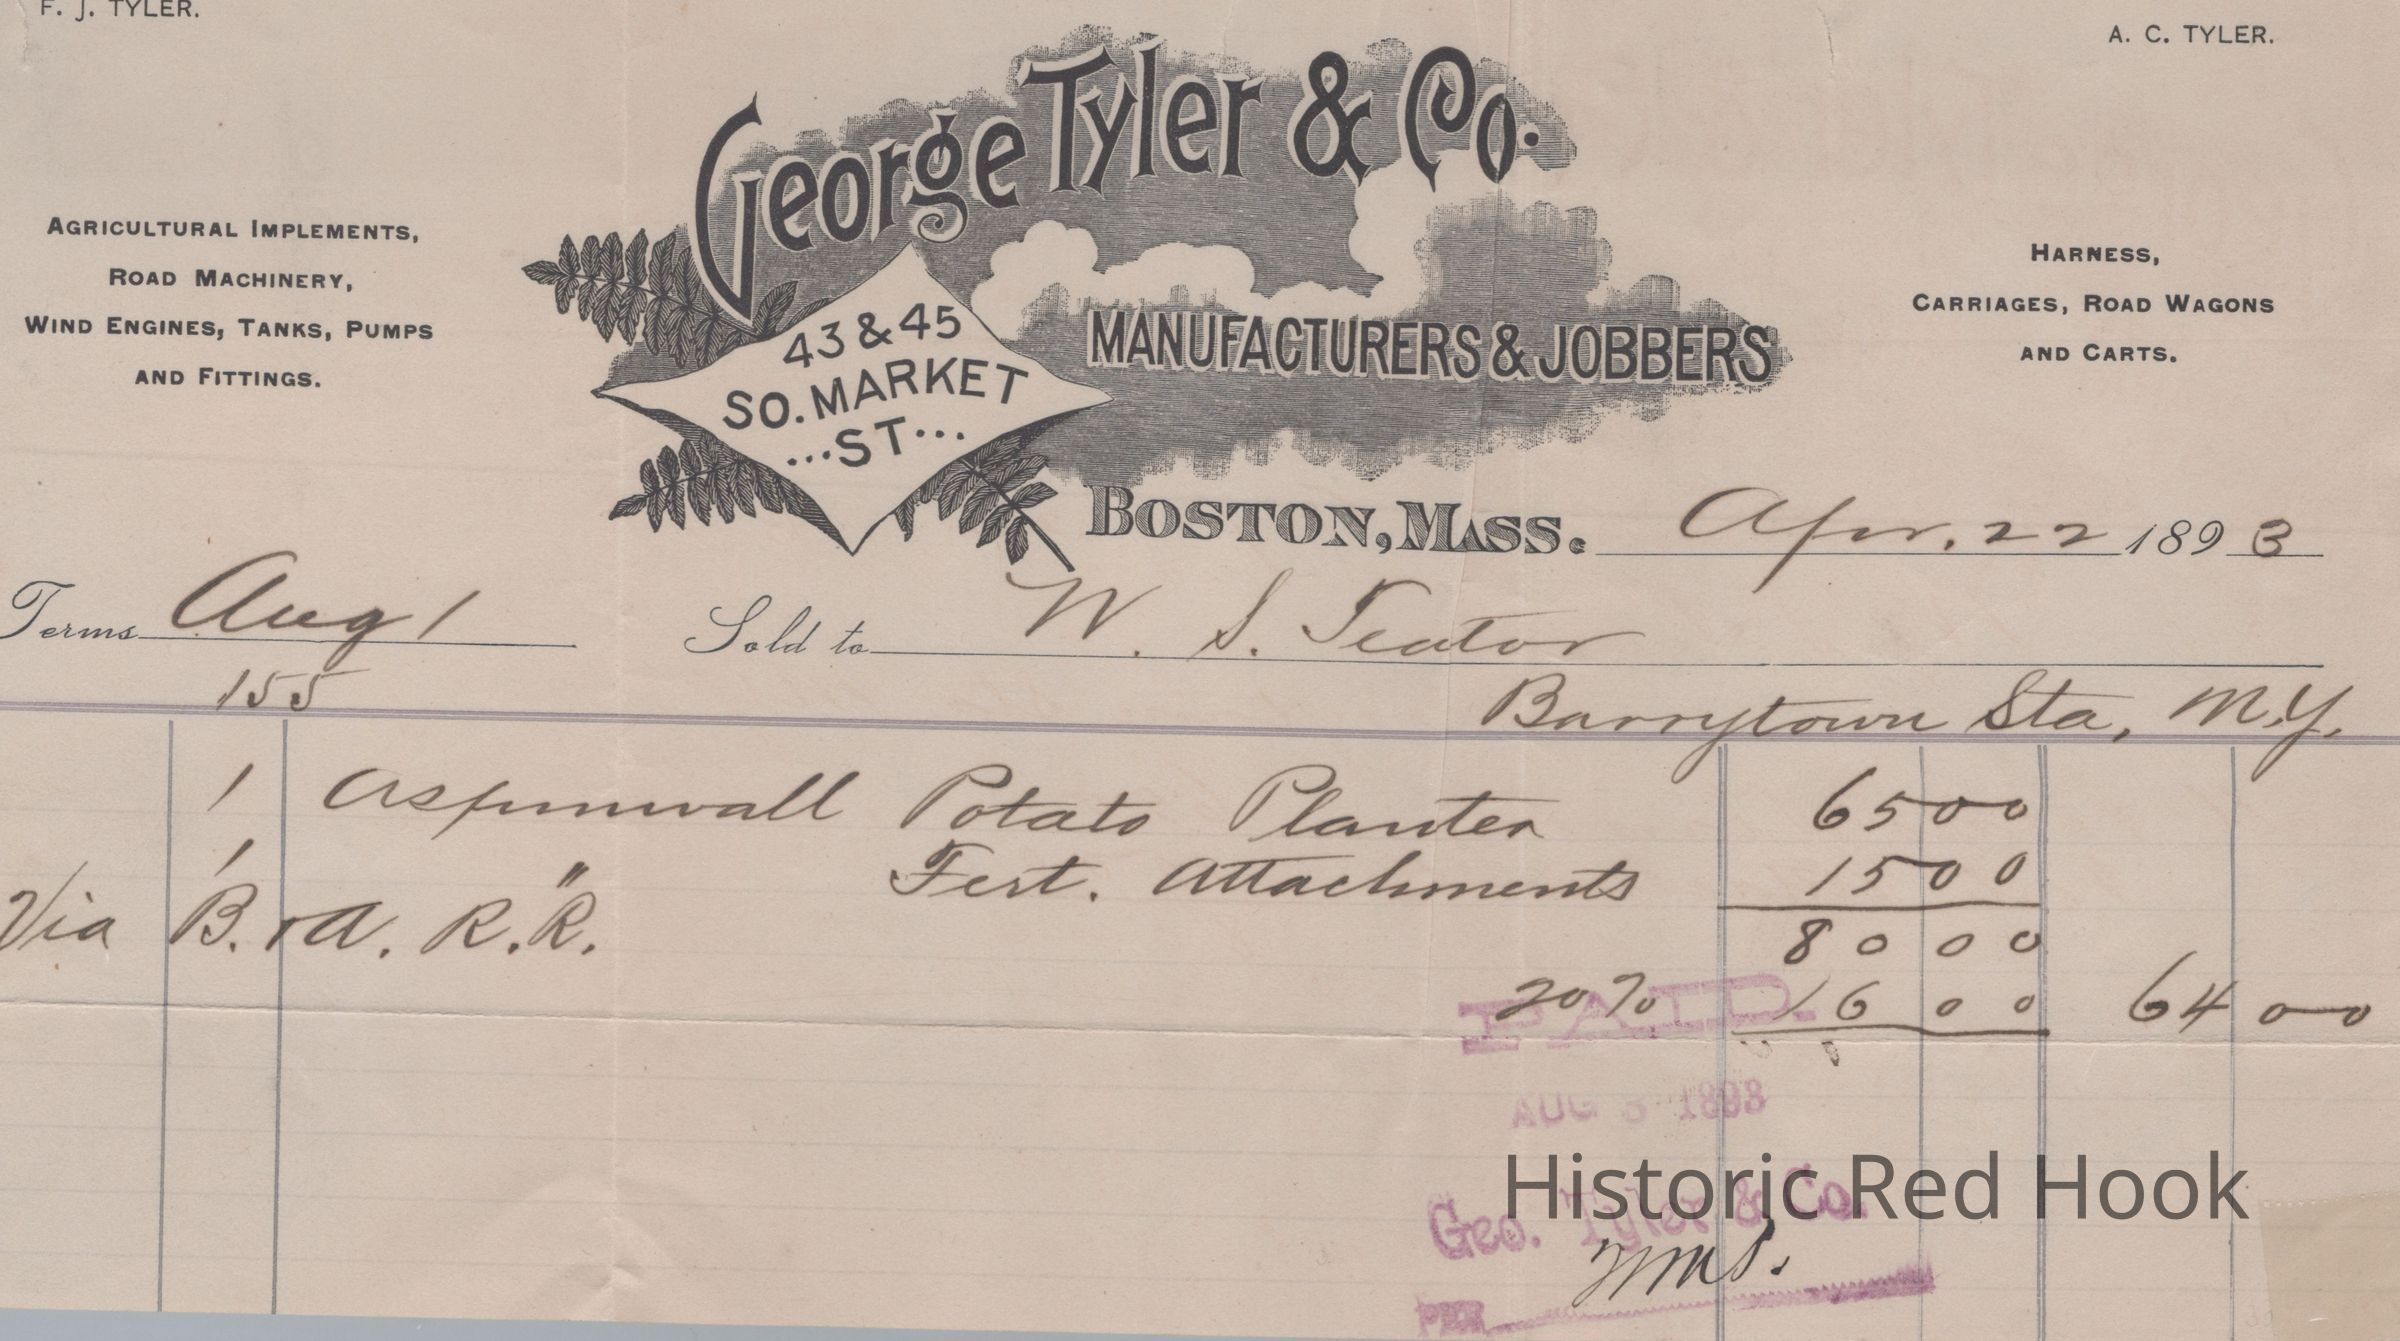 F. J. TYLER.
A. C. TYLER.
George Tyler & Co.
MANUFACTURERS & JOBBERS
43 & 45
SO. MARKET
...ST...
AGRICULTURAL IMPLEMENTS,
ROAD MACHINERY,
WIND ENGINES, TANKS, PUMPS
AND FITTINGS.
HARNESS,
CARRIAGES, ROAD WAGONS
AND CARTS.
BOSTON, MASS. Apr. 22 1893
Terms Aug 1 Sold to W. S. Teator
155
Barrytown Sta, N.Y.
1 Aspinwall Potato Planter 65 00
1 " Fert. Attachments 15 00
Via B. & A. R. R.
80 00
20% 16 00 64 00
PAID
AUG 3 1893
Historic Red Hook
Geo. Tyler & Co.
PER